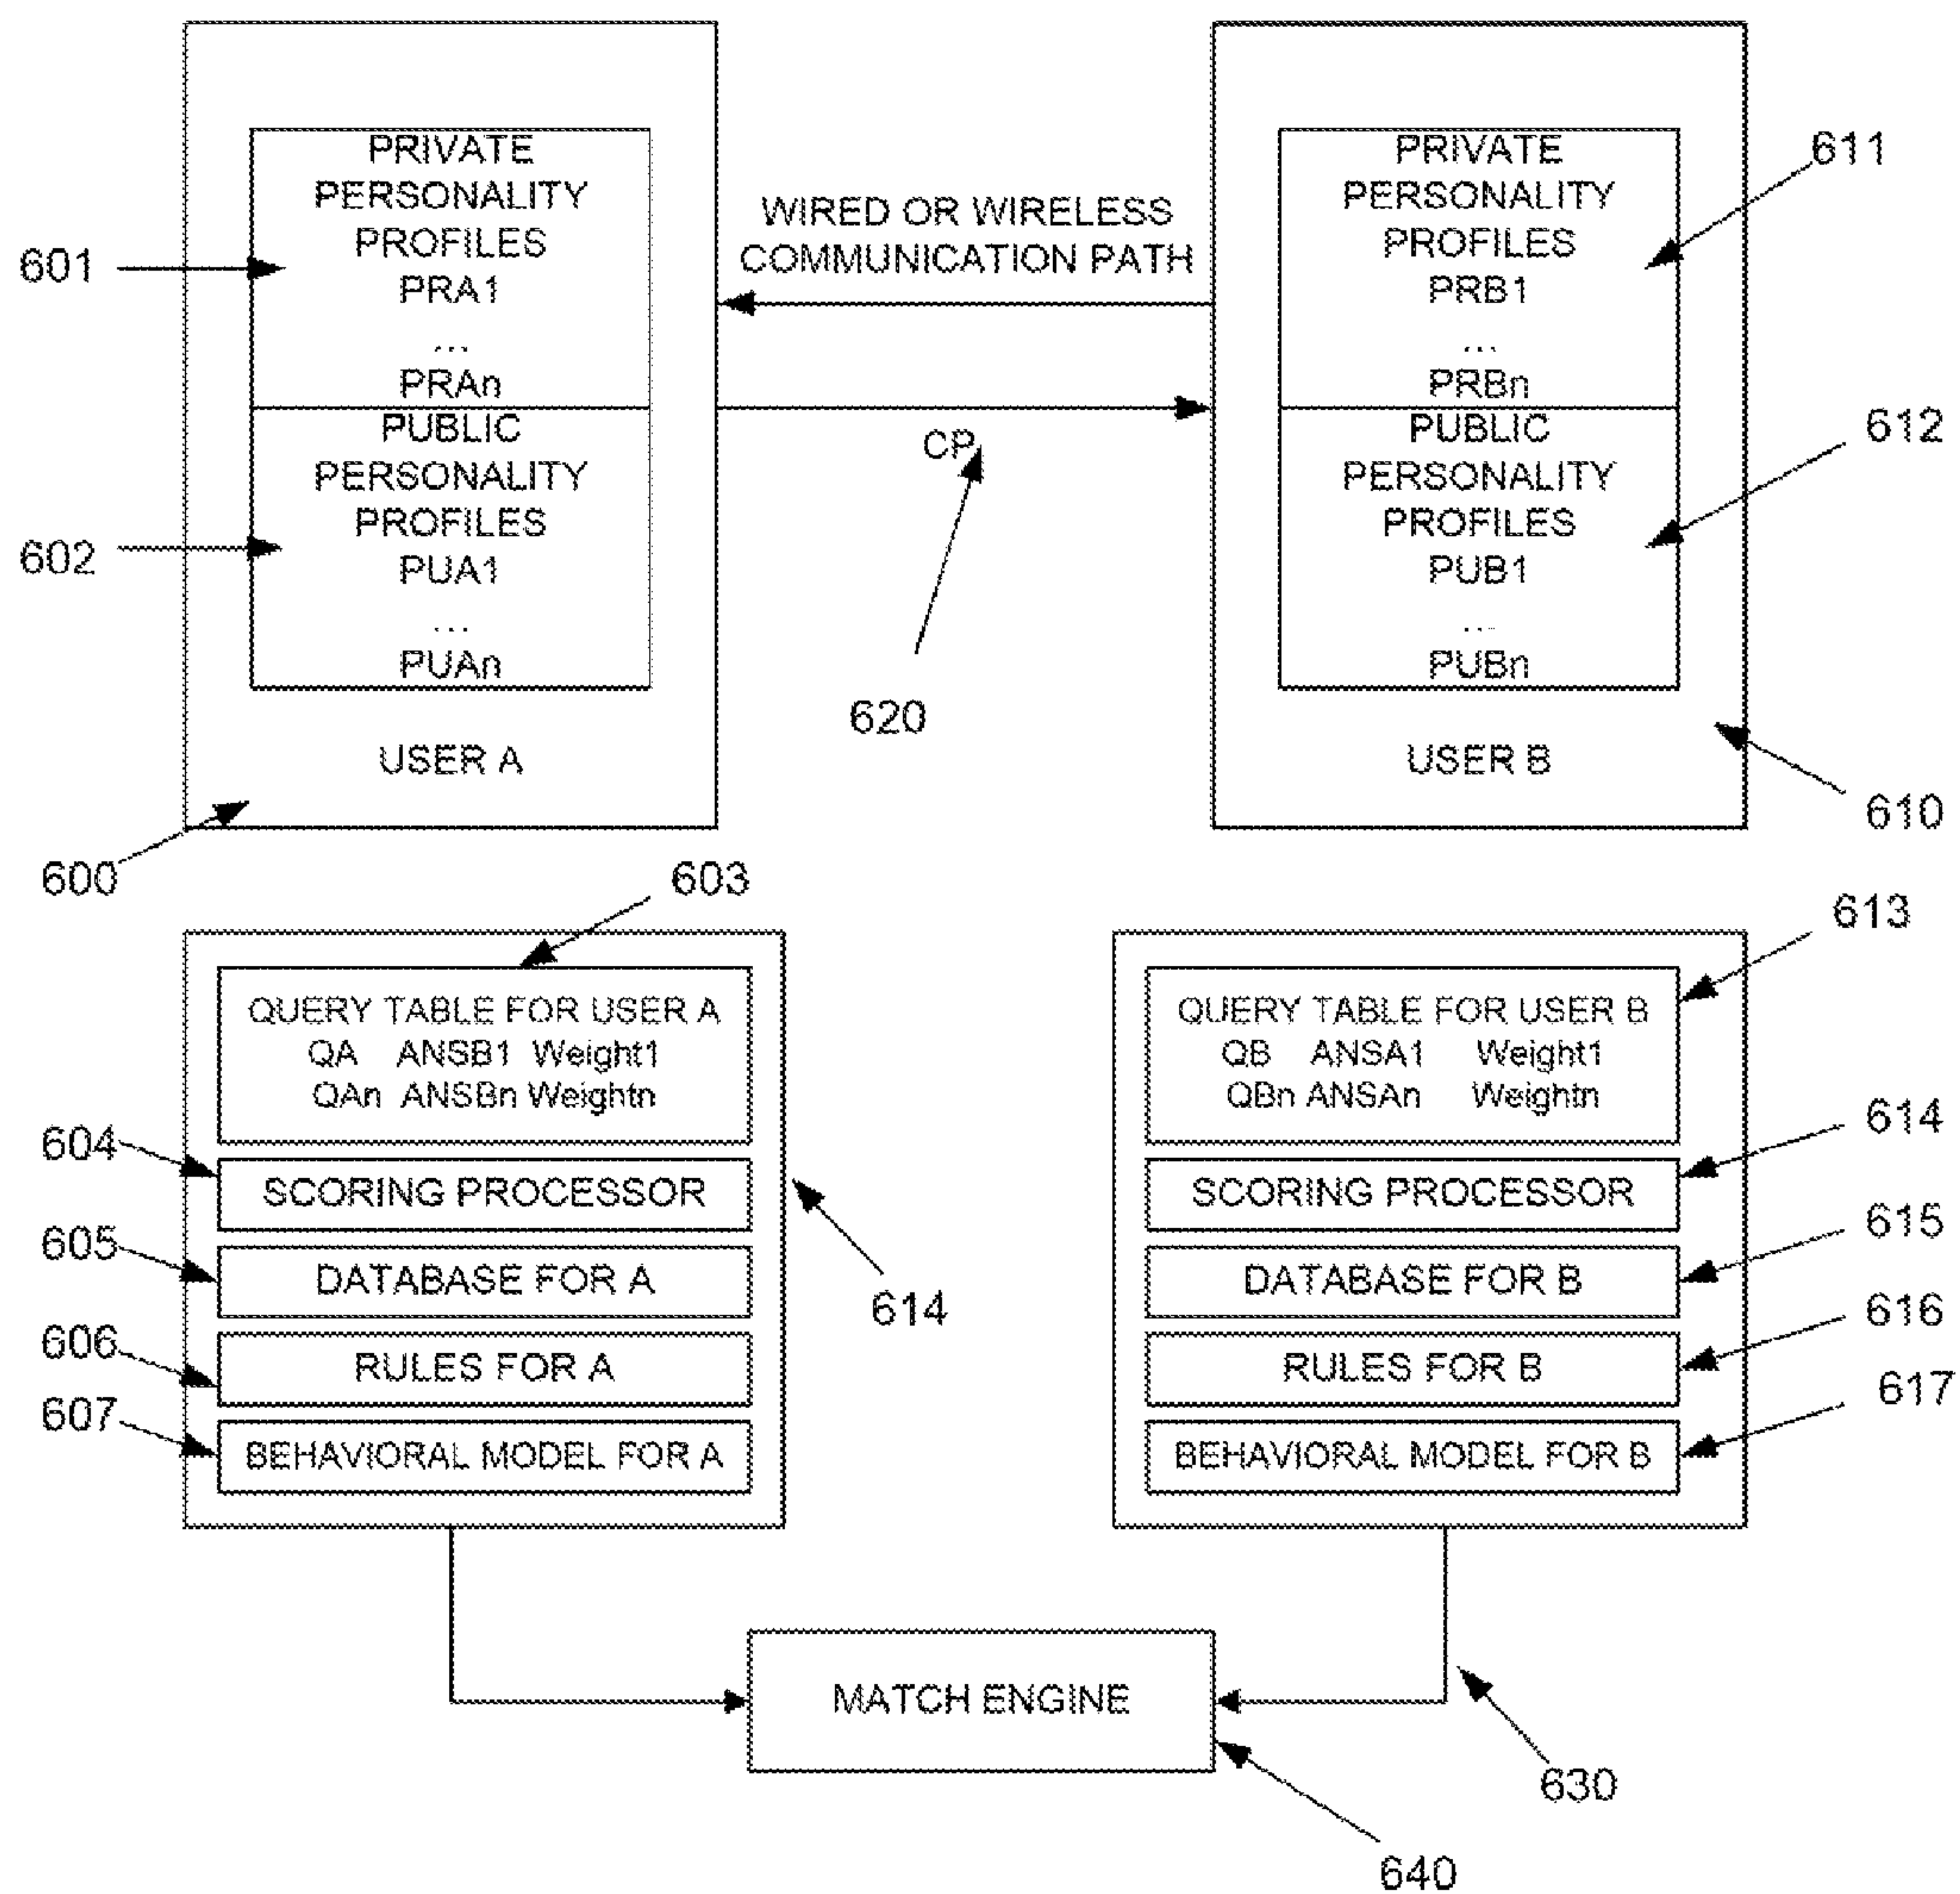 PRIVATE
PERSONALITY
PROFILES
PRA1
...
PRAn
PUBLIC
PERSONALITY
PROFILES
PUA1
...
PUAn
USER A
601
602
600
WIRED OR WIRELESS
COMMUNICATION PATH
CP
620
PRIVATE
PERSONALITY
PROFILES
PRB1
...
PRBn
PUBLIC
PERSONALITY
PROFILES
PUB1
...
PUBn
USER B
611
612
610
603
QUERY TABLE FOR USER A
QA ANSB1 Weight1
QAn ANSBn Weightn
604
SCORING PROCESSOR
605
DATABASE FOR A
606
RULES FOR A
607
BEHAVIORAL MODEL FOR A
614
613
QUERY TABLE FOR USER B
QB ANSA1 Weight1
QBn ANSAn Weightn
SCORING PROCESSOR
614
DATABASE FOR B
615
RULES FOR B
616
BEHAVIORAL MODEL FOR B
617
MATCH ENGINE
630
640